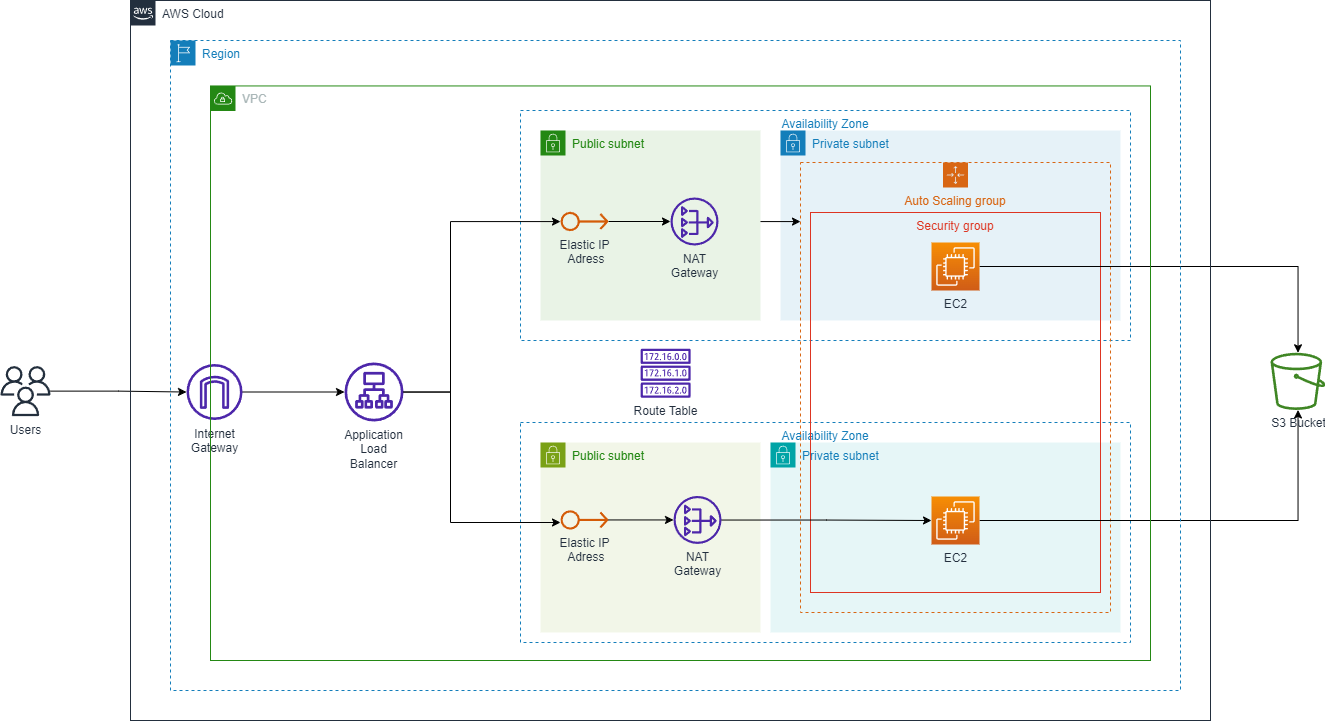 aws
AWS Cloud
Region
VPC
Availability Zone
Public subnet
Private subnet
Auto Scaling group
Security group
Elastic IP
Adress
NAT
Gateway
EC2
172.16.0.0
172.16.1.0
172.16.2.0
Route Table
Users
Internet
Gateway
Application
Load
Balancer
S3 Bucket
Availability Zone
Public subnet
Private subnet
Elastic IP
Adress
NAT
Gateway
EC2